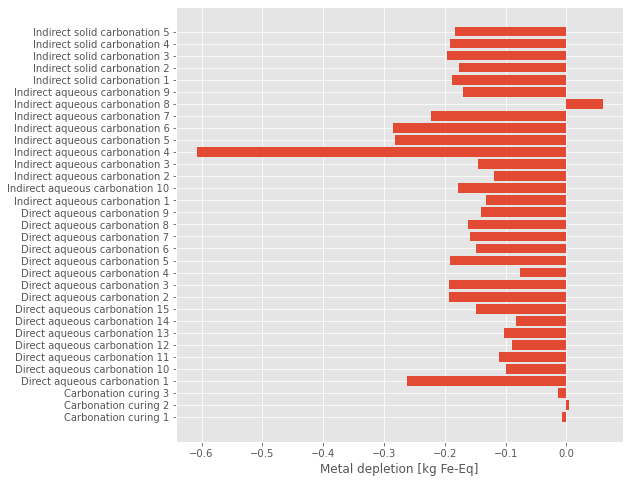 Indirect solid carbonation 5
Indirect solid carbonation 4
Indirect solid carbonation 3
Indirect solid carbonation 2
Indirect solid carbonation 1
Indirect aqueous carbonation 9
Indirect aqueous carbonation 8
Indirect aqueous carbonation 7
Indirect aqueous carbonation 6
Indirect aqueous carbonation 5
Indirect aqueous carbonation 4
Indirect aqueous carbonation 3
Indirect aqueous carbonation 2
Indirect aqueous carbonation 10
Indirect aqueous carbonation 1
Direct aqueous carbonation 9
Direct aqueous carbonation 8
Direct aqueous carbonation 7
Direct aqueous carbonation 6
Direct aqueous carbonation 5
Direct aqueous carbonation 4
Direct aqueous carbonation 3
Direct aqueous carbonation 2
Direct aqueous carbonation 15
Direct aqueous carbonation 14
Direct aqueous carbonation 13
Direct aqueous carbonation 12
Direct aqueous carbonation 11
Direct aqueous carbonation 10
Direct aqueous carbonation 1
Carbonation curing 3
Carbonation curing 2
Carbonation curing 1
−0.6 −0.5 −0.4 −0.3 −0.2 −0.1 0.0
Metal depletion [kg Fe-Eq]